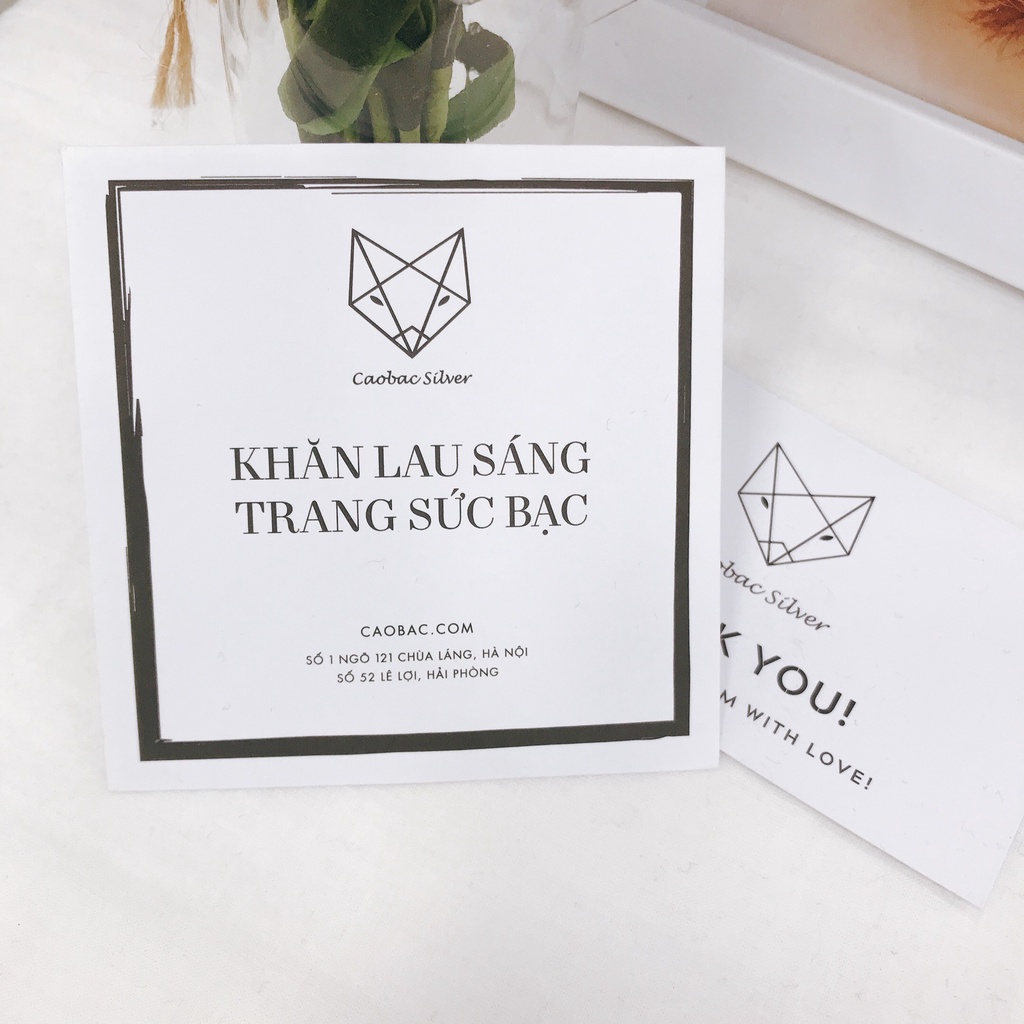 Caobac Silver
KHĂN LAU SÁNG
TRANG SỨC BẠC
CAOBAC.COM
SỐ 1 NGÕ 121 CHÙA LÁNG, HÀ NỘI
SỐ 52 LÊ LỢI, HẢI PHÒNG
Silver
YOU!
WITH LOVE!